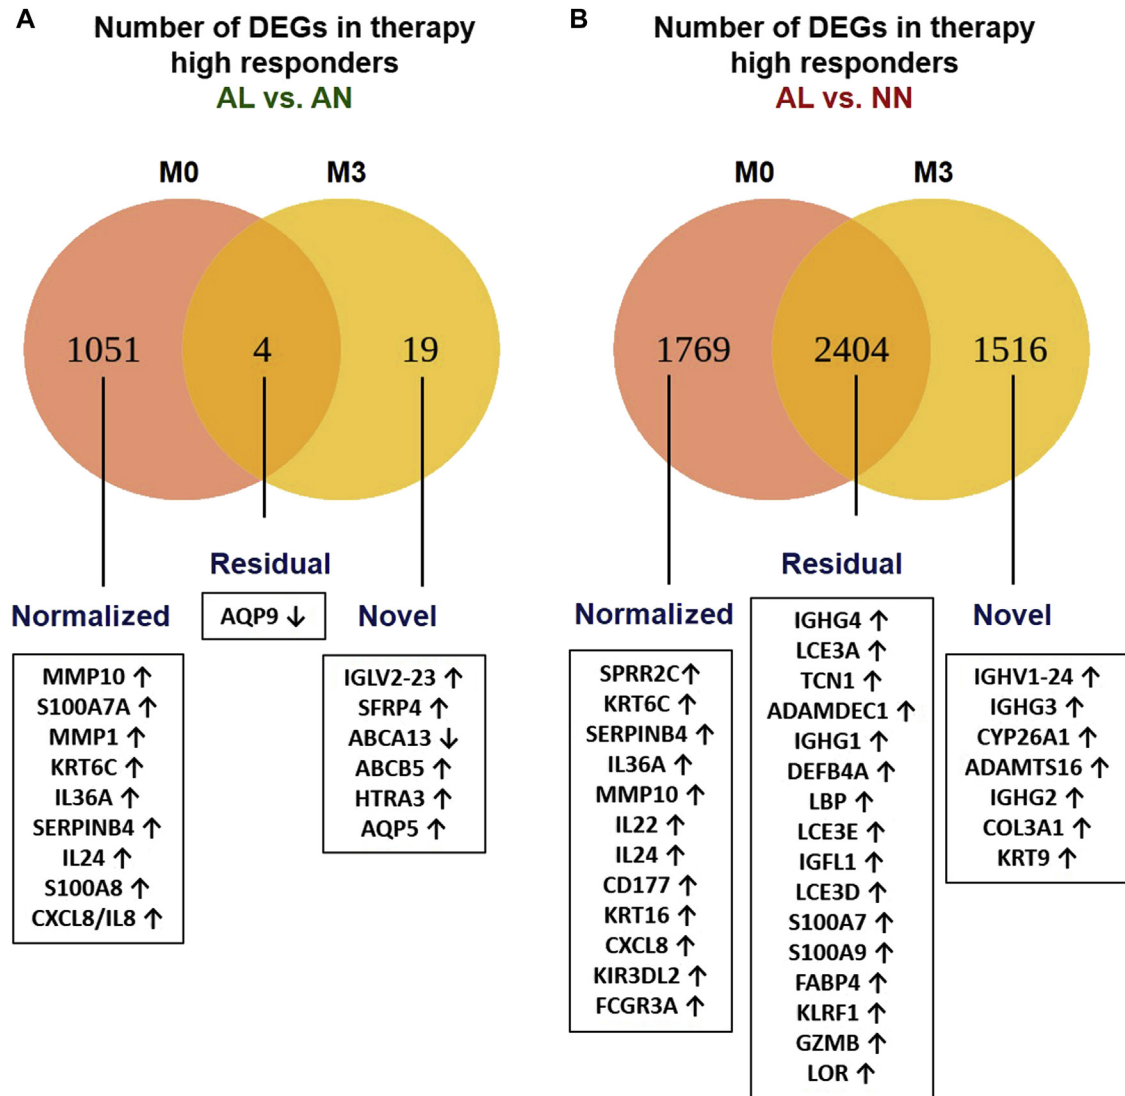 A
Number of DEGs in therapy
high responders
AL vs. AN
M0
M3
1051
4
19
Residual
AQP9 ↓
Normalized
MMP10 ↑
S100A7A ↑
MMP1 ↑
KRT6C ↑
IL36A ↑
SERPINB4 ↑
IL24 ↑
S100A8 ↑
CXCL8/IL8 ↑
Novel
IGLV2-23 ↑
SFRP4 ↑
ABCA13 ↓
ABCB5 ↑
HTRA3 ↑
AQP5 ↑
B
Number of DEGs in therapy
high responders
AL vs. NN
M0
M3
1769
2404
1516
Normalized
SPRR2C↑
KRT6C ↑
SERPINB4 ↑
IL36A ↑
MMP10 ↑
IL22 ↑
IL24 ↑
CD177 ↑
KRT16 ↑
CXCL8 ↑
KIR3DL2 ↑
FCGR3A ↑
Residual
IGHG4 ↑
LCE3A ↑
TCN1 ↑
ADAMDEC1 ↑
IGHG1 ↑
DEFB4A ↑
LBP ↑
LCE3E ↑
IGFL1 ↑
LCE3D ↑
S100A7 ↑
S100A9 ↑
FABP4 ↑
KLRF1 ↑
GZMB ↑
LOR ↑
Novel
IGHV1-24 ↑
IGHG3 ↑
CYP26A1 ↑
ADAMTS16 ↑
IGHG2 ↑
COL3A1 ↑
KRT9 ↑